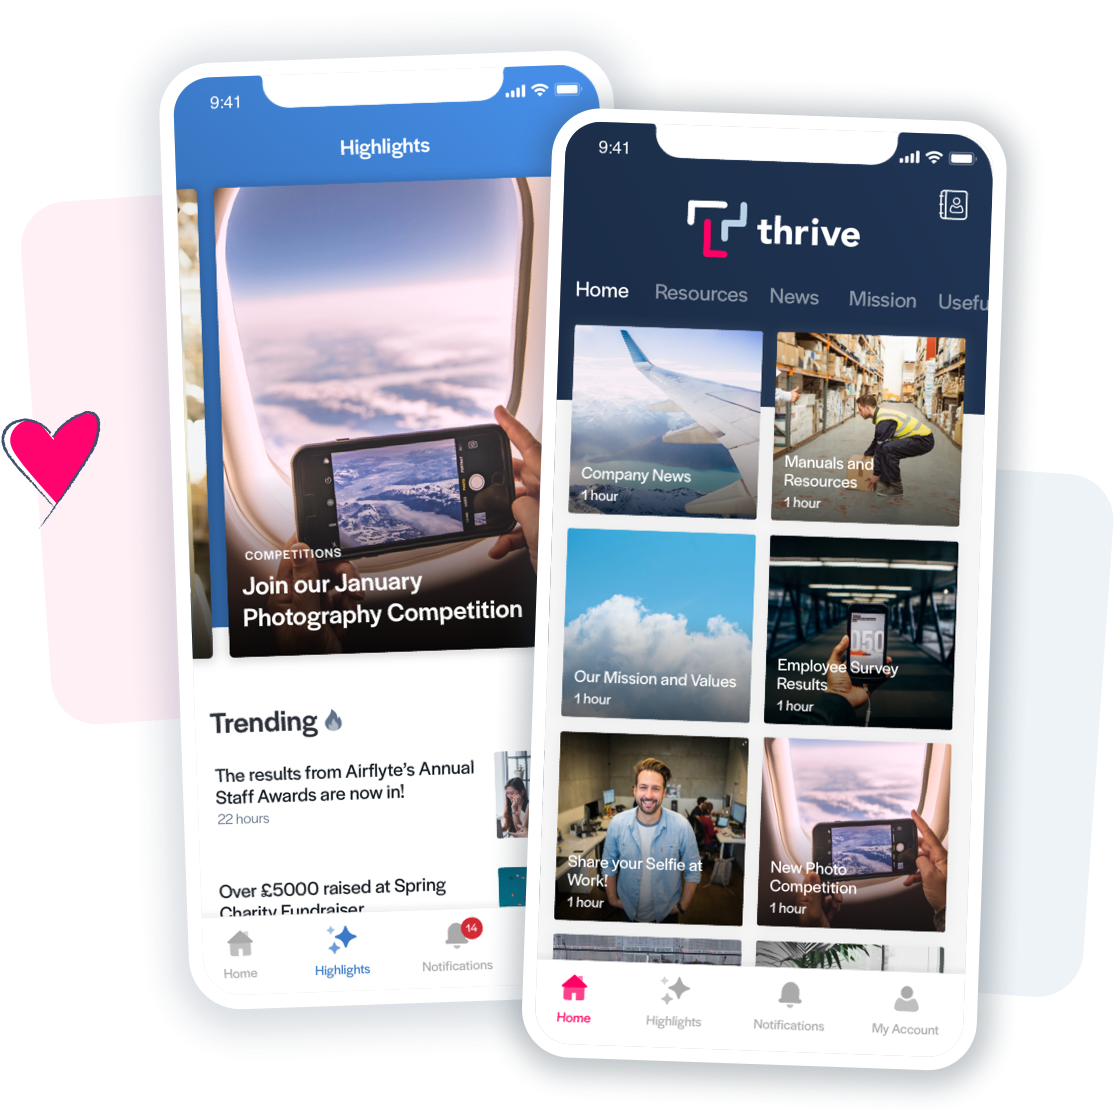 9:41
Highlights
COMPETITIONS
Join our January
Photography Competition
Trending
The results from Airflyte's Annual
Staff Awards are now in!
22 hours
Over £5000 raised at Spring
Charity Fundraiser
Home
Highlights
14
Notifications
9:41
thrive
Home Resources News Mission Usefu
Company News
1 hour
Manuals and
Resources
1 hour
Our Mission and Values
1 hour
050
Employee Survey
Results
1 hour
Share your Selfie at
Work!
1 hour
New Photo
Competition
1 hour
Home
Highlights
Notifications
My Account